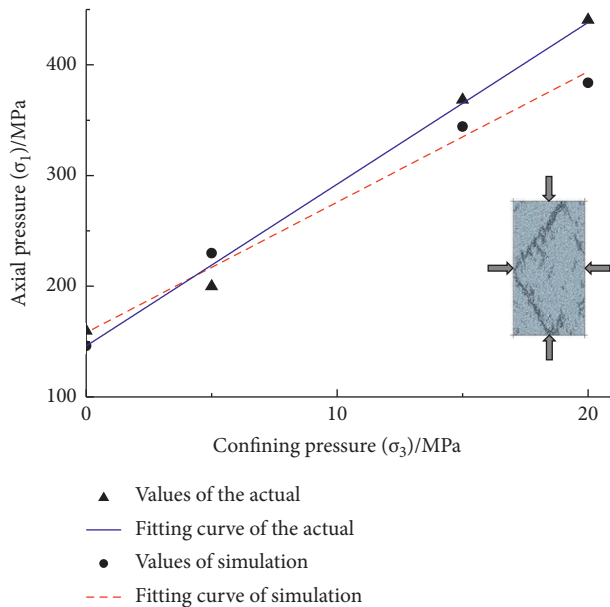 400
300
200
100
Axial pressure (σ1)/MPa
0
10
20
Confining pressure (σ3)/MPa
Values of the actual
Fitting curve of the actual
Values of simulation
Fitting curve of simulation